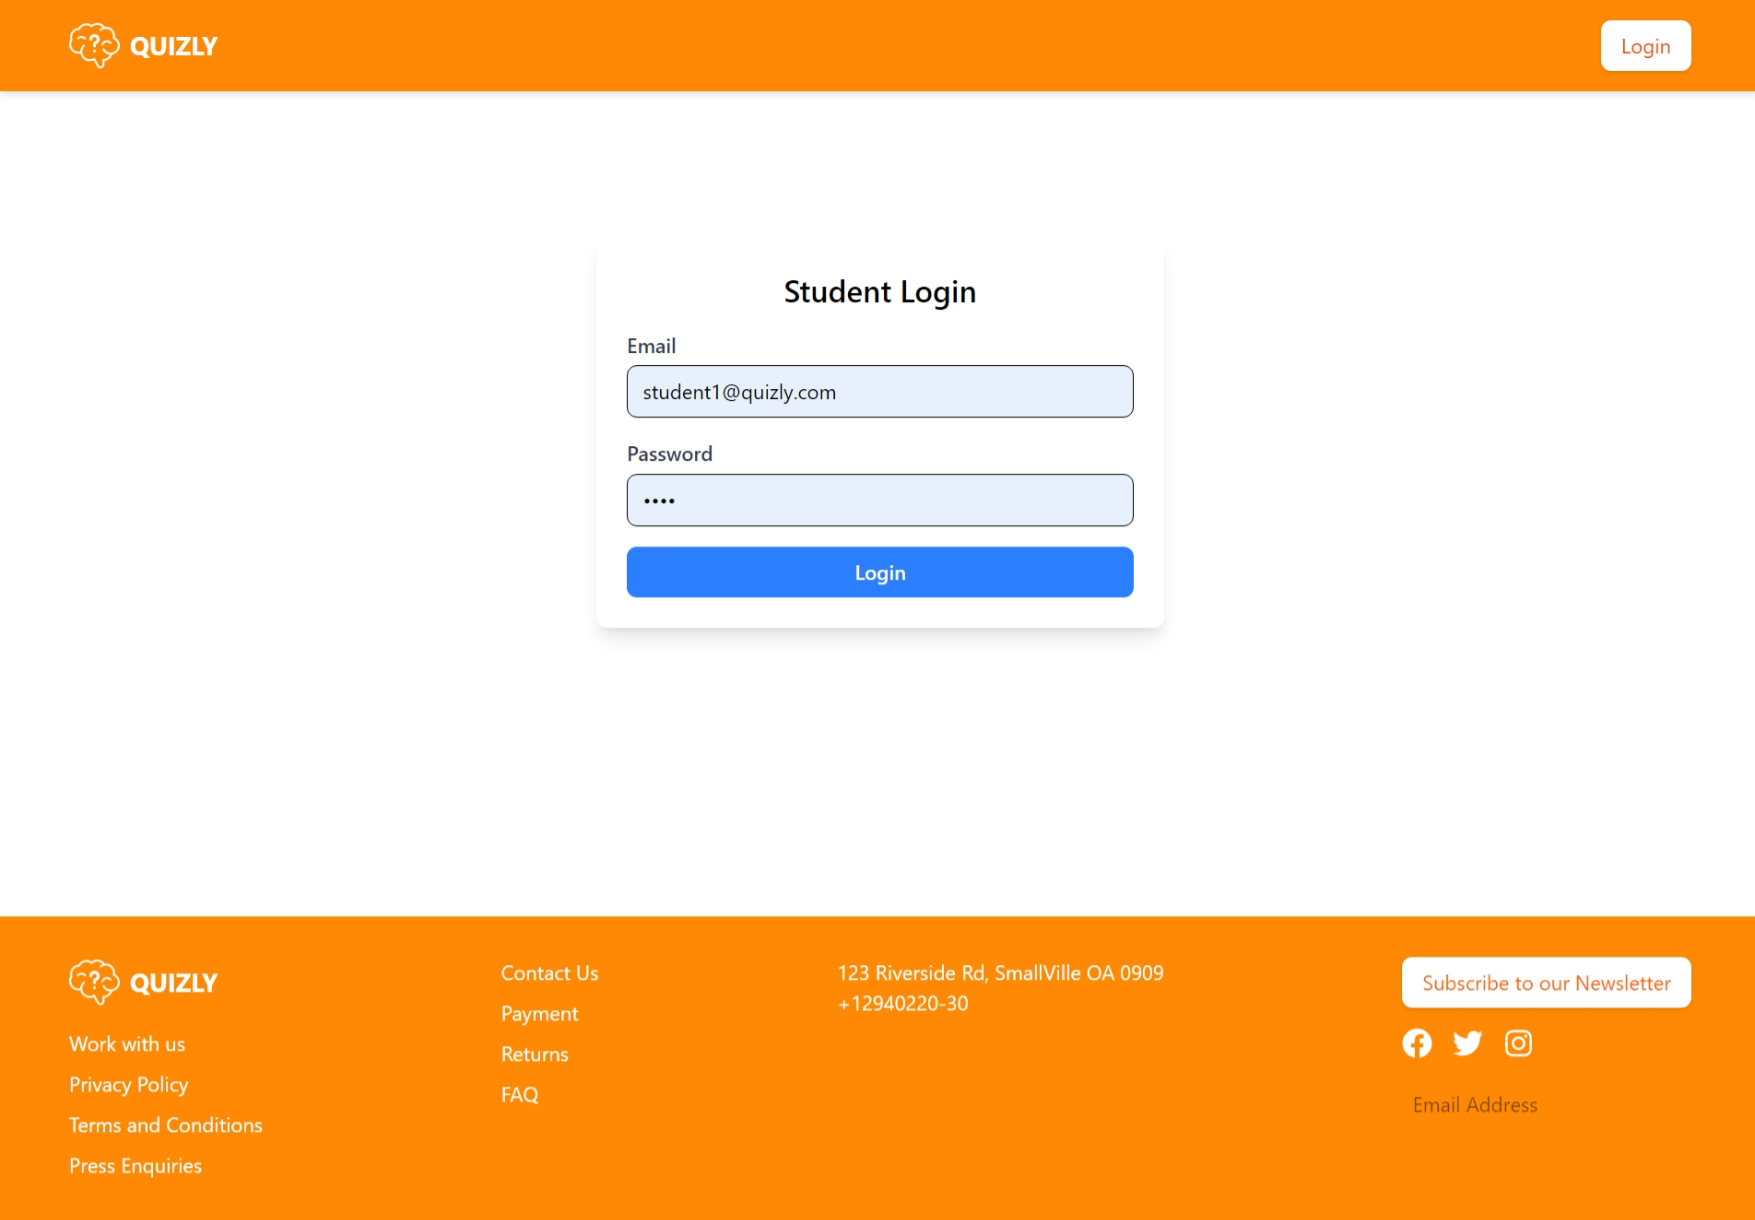 QUIZLY
Login
Student Login
Email
student1@quizly.com
Password
••••
Login
QUIZLY
Work with us
Privacy Policy
Terms and Conditions
Press Enquiries
Contact Us
Payment
Returns
FAQ
123 Riverside Rd, SmallVille OA 0909
+12940220-30
Subscribe to our Newsletter
Email Address